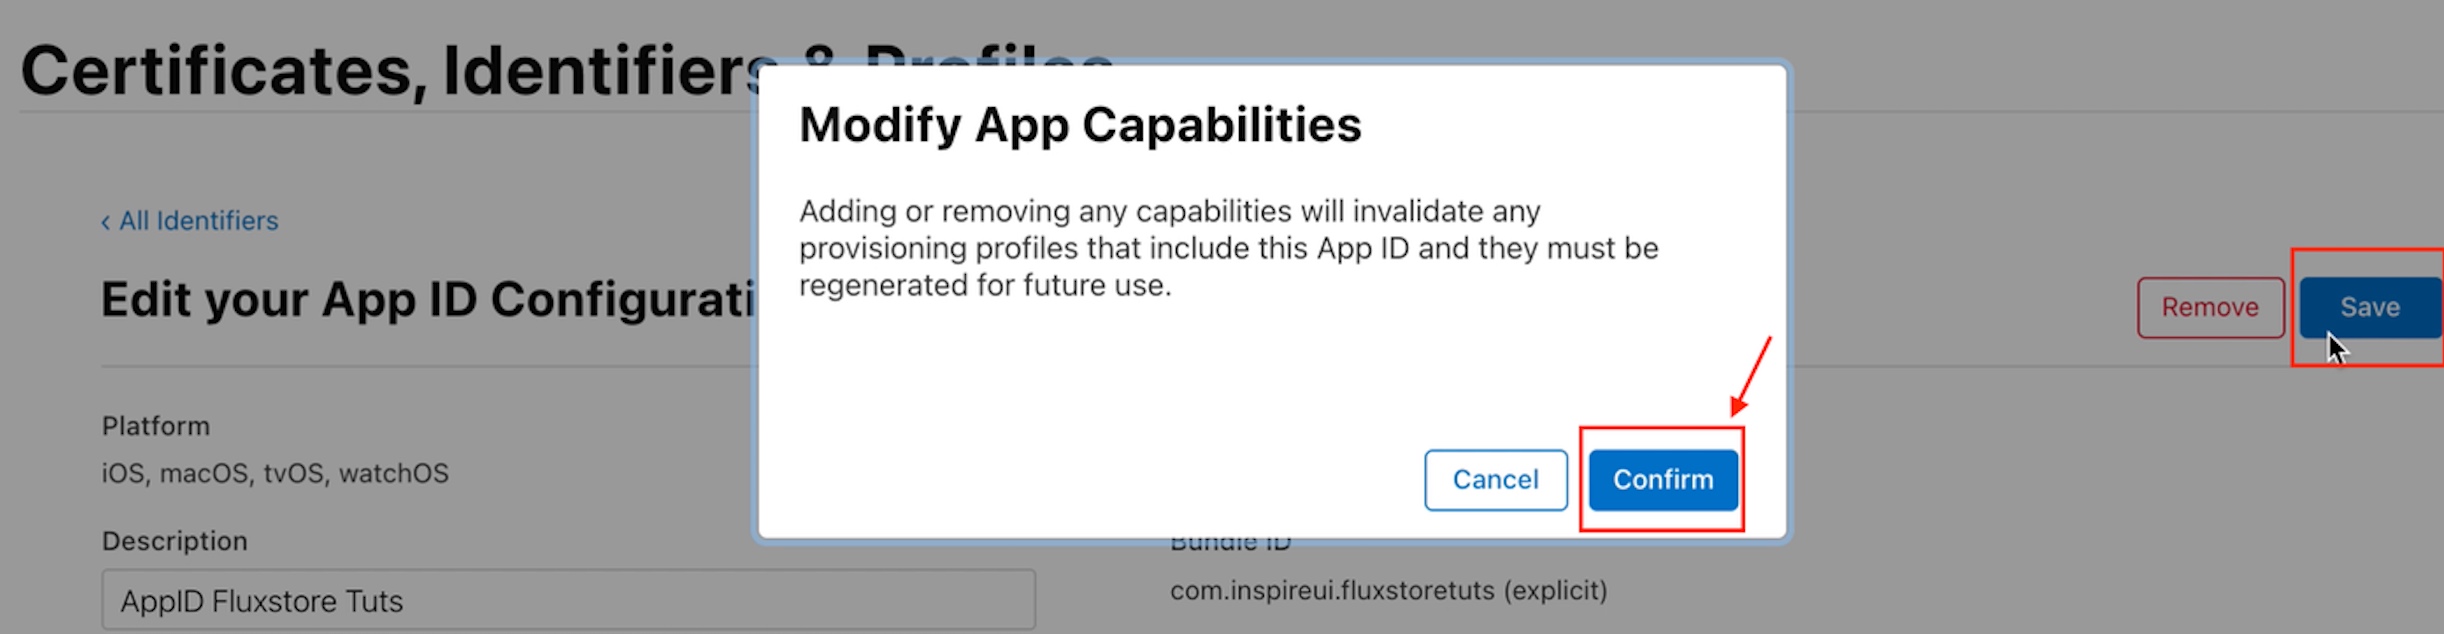 Certificates, Identifiers & Profiles
Modify App Capabilities
Adding or removing any capabilities will invalidate any
provisioning profiles that include this App ID and they must be
regenerated for future use.
Cancel
Confirm
‹ All Identifiers
Edit your App ID Configurati
Remove
Save
Platform
iOS, macOS, tvOS, watchOS
Description
AppID Fluxstore Tuts
Bundle ID
com.inspireui.fluxstoretuts (explicit)